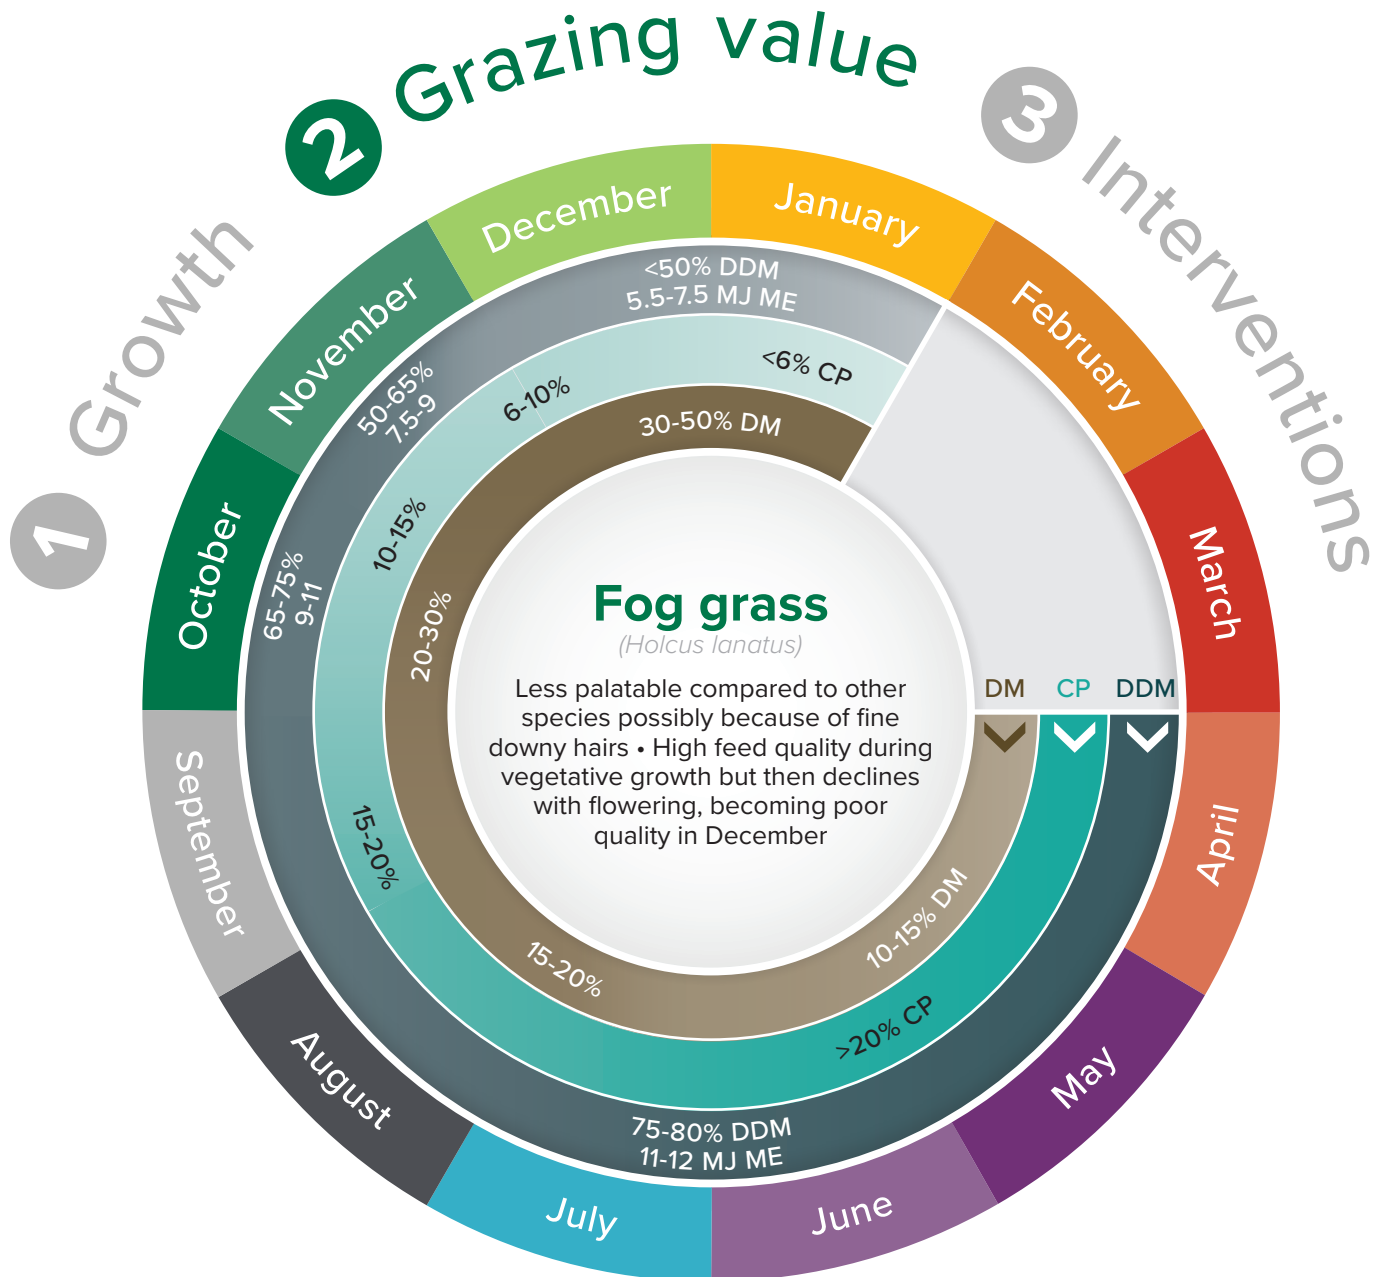 1 Growth
2 Grazing value
3 Interventions
January
February
March
April
May
June
July
August
September
October
November
December
<50% DDM
5.5-7.5 MJ ME
<6% CP
30-50% DM
50-65%
7.5-9
6-10%
10-15%
65-75%
9-11
20-30%
15-20%
15-20%
DM CP DDM
10-15% DM
>20% CP
75-80% DDM
11-12 MJ ME
Fog grass
(Holcus lanatus)
Less palatable compared to other
species possibly because of fine
downy hairs • High feed quality during
vegetative growth but then declines
with flowering, becoming poor
quality in December